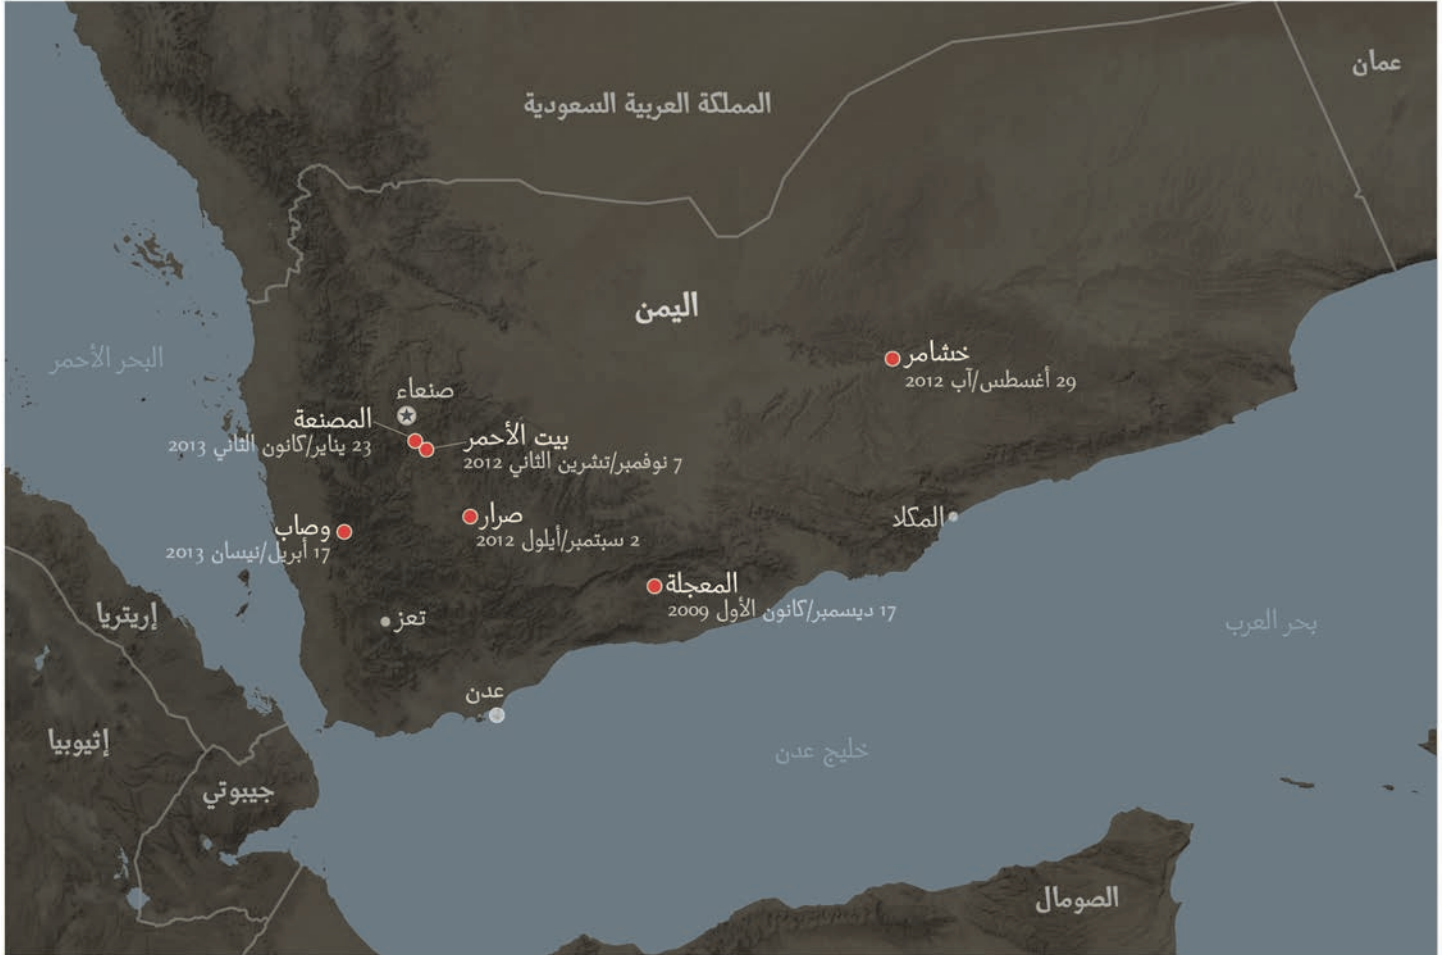 عمان
المملكة العربية السعودية
اليمن
البحر الأحمر
خشامر
29 أغسطس/آب 2012
صنعاء
المصنعة
23 يناير/كانون الثاني 2013
بيت الأحمر
7 نوفمبر/تشرين الثاني 2012
صرار
2 سبتمبر/أيلول 2012
المكلا
وصاب
17 أبريل/نيسان 2013
المعجلة
17 ديسمبر/كانون الأول 2009
إريتريا
تعز
بحر العرب
عدن
إثيوبيا
خليج عدن
جيبوتي
الصومال